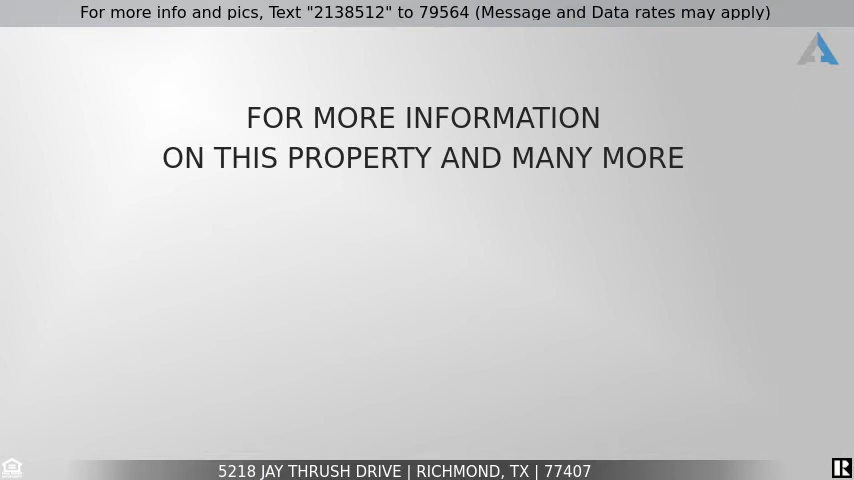 For more info and pics, Text "2138512" to 79564 (Message and Data rates may apply)
FOR MORE INFORMATION
ON THIS PROPERTY AND MANY MORE
5218 JAY THRUSH DRIVE | RICHMOND, TX | 77407